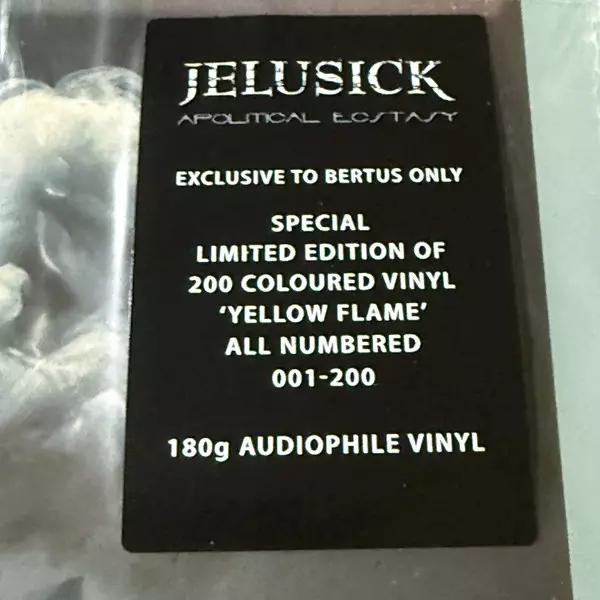 JELUSICK
APOLITICAL ECSTASY
EXCLUSIVE TO BERTUS ONLY
SPECIAL
LIMITED EDITION OF
200 COLOURED VINYL
‘YELLOW FLAME’
ALL NUMBERED
001-200
180g AUDIOPHILE VINYL